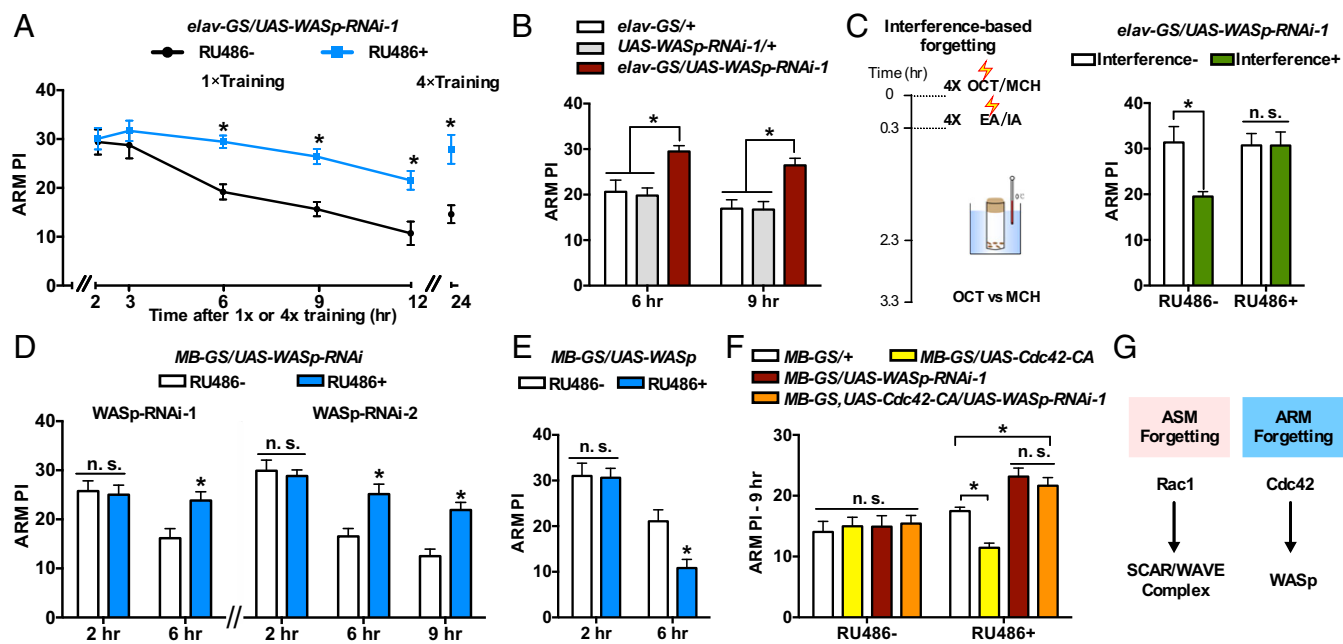 A
elav-GS/UAS-WASp-RNAi-1
RU486- RU486+
1×Training 4×Training
ARM PI
40
30
20
10
0
* * * *
2 3 6 9 12 24
Time after 1x or 4x training (hr)
B
elav-GS/+
UAS-WASp-RNAi-1/+
elav-GS/UAS-WASp-RNAi-1
ARM PI
40
30
20
10
0
* *
6 hr 9 hr
C
Interference-based
forgetting
Time (hr)
4X OCT/MCH
0
4X EA/IA
0.3
2.3
3.3
OCT vs MCH
elav-GS/UAS-WASp-RNAi-1
Interference- Interference+
ARM PI
40
30
20
10
0
* n. s.
RU486- RU486+
D
MB-GS/UAS-WASp-RNAi
RU486- RU486+
WASp-RNAi-1 WASp-RNAi-2
ARM PI
40
30
20
10
0
n. s. * n. s. * *
2 hr 6 hr 2 hr 6 hr 9 hr
E
MB-GS/UAS-WASp
RU486- RU486+
ARM PI
40
30
20
10
0
n. s. *
2 hr 6 hr
F
MB-GS/+ MB-GS/UAS-Cdc42-CA
MB-GS/UAS-WASp-RNAi-1
MB-GS,UAS-Cdc42-CA/UAS-WASp-RNAi-1
ARM PI - 9 hr
30
20
10
0
n. s. * * n. s.
RU486- RU486+
G
ASM ARM
Forgetting Forgetting
Rac1 Cdc42
SCAR/WAVE WASp
Complex